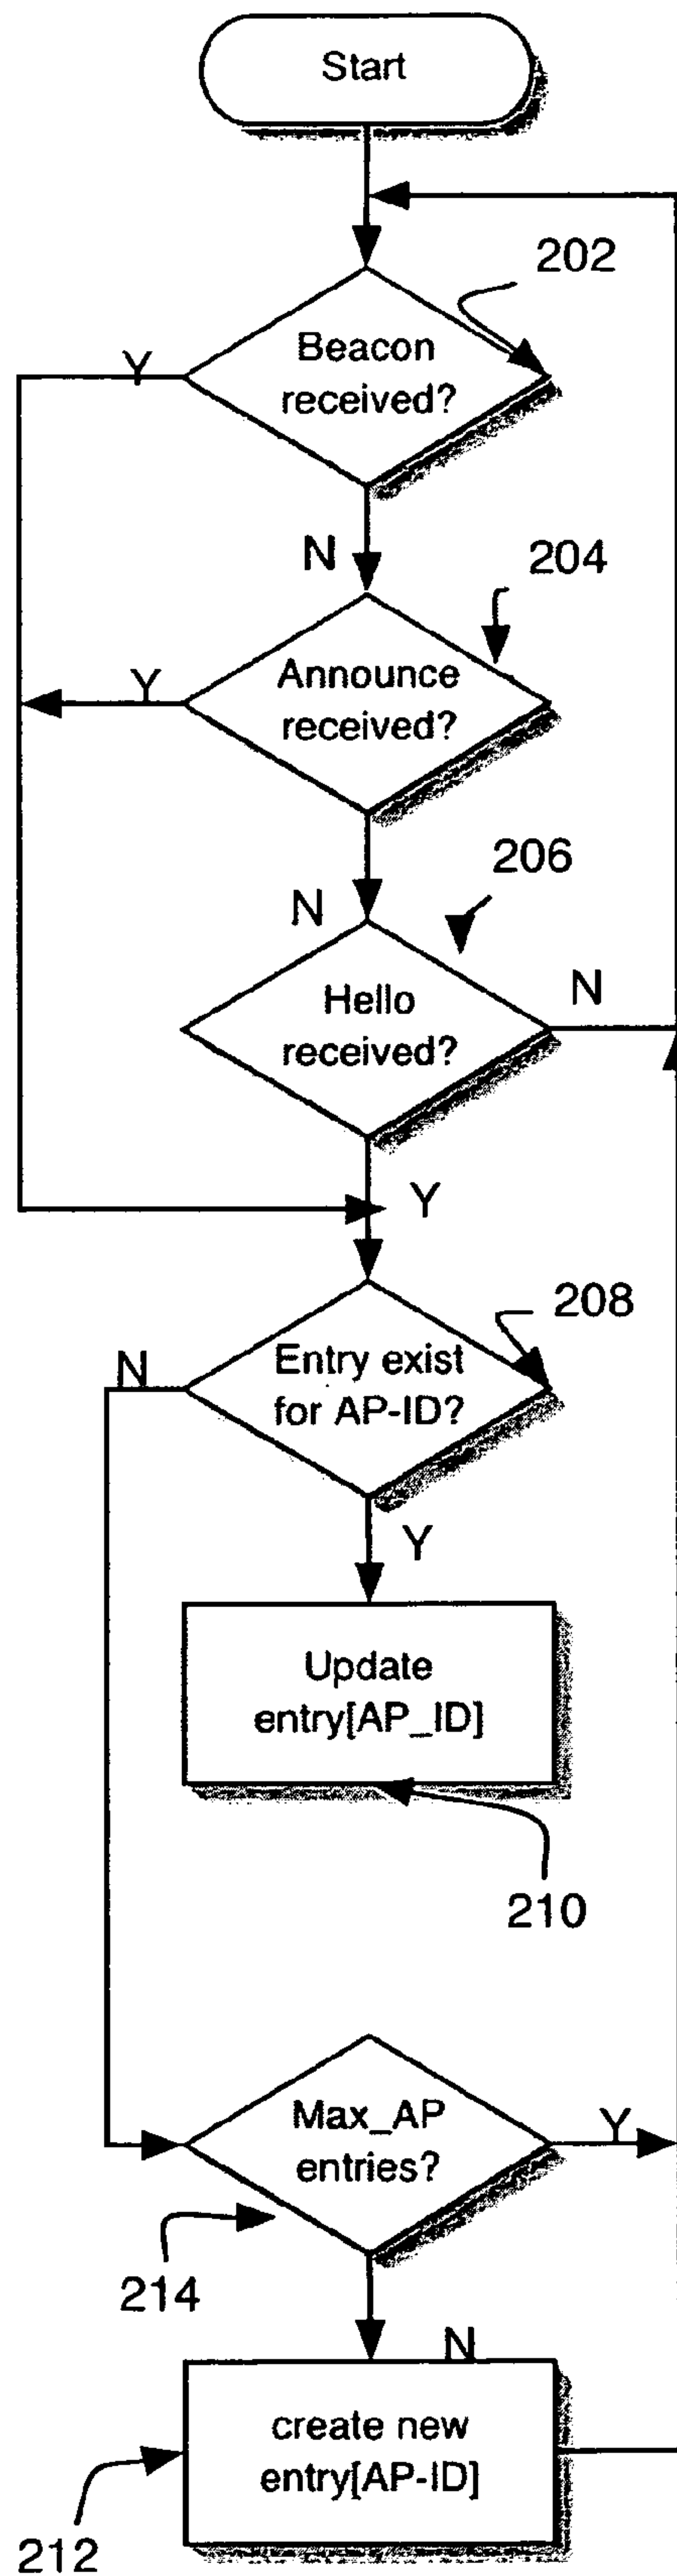 Start
202
Beacon
received?
Y
N
204
Announce
received?
Y
N
206
Hello
received?
N
Y
208
Entry exist
for AP-ID?
N
Y
Update
entry[AP_ID]
210
Max_AP
entries?
Y
214
N
create new
entry[AP-ID]
212